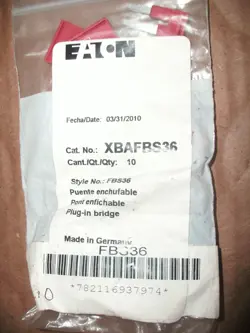 EATON
Fecha/Date: 03/31/2010
Cat. No.: XBAFBS36
Cant./Qt./Qty: 10
Style No.: FBS36
Puente enchufable
Pont enfichable
Plug-in bridge
Made in Germany
FBS36
*782116937974*